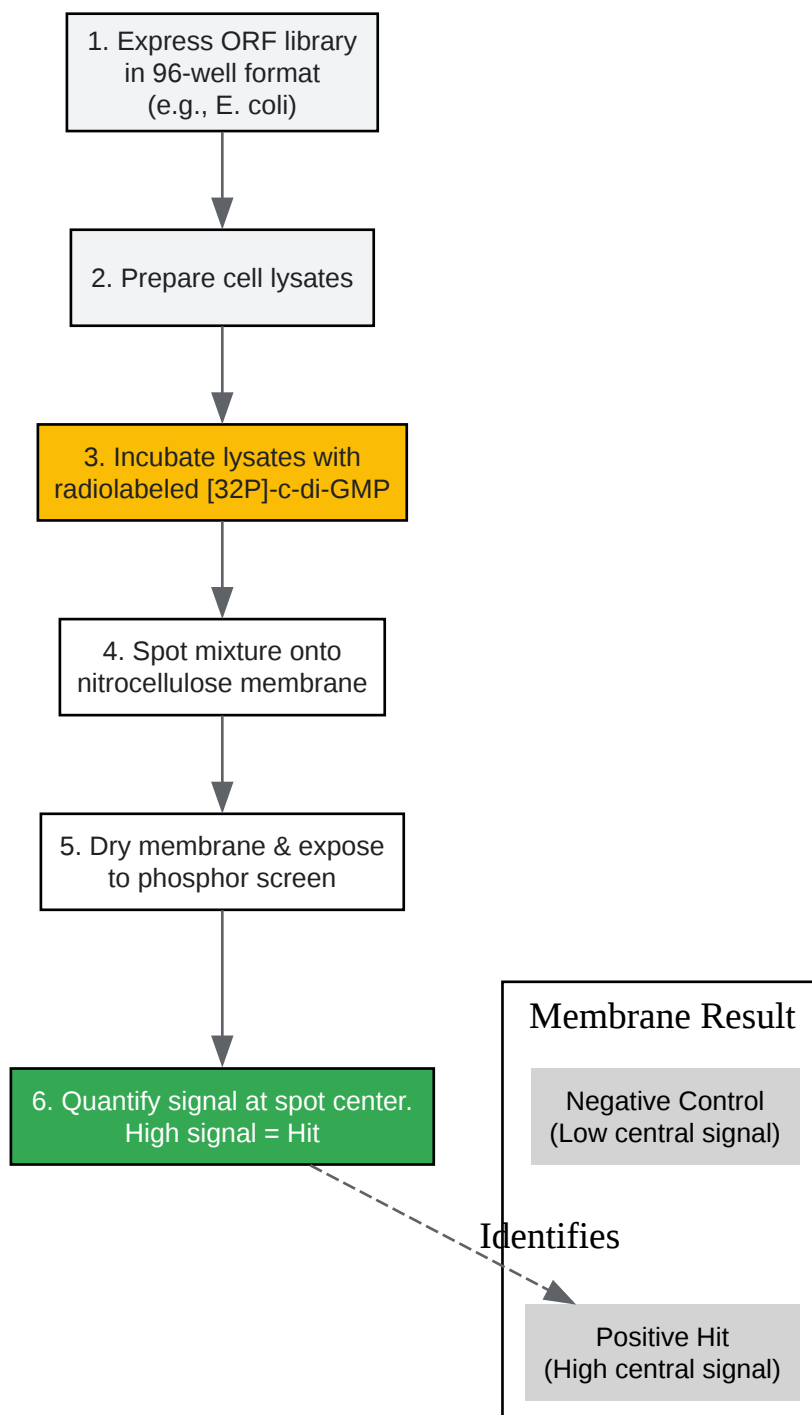 1. Express ORF library
in 96-well format
(e.g., E. coli)
2. Prepare cell lysates
3. Incubate lysates with
radiolabeled [32P]-c-di-GMP
4. Spot mixture onto
nitrocellulose membrane
5. Dry membrane & expose
to phosphor screen
6. Quantify signal at spot center.
High signal = Hit
Membrane Result
Negative Control
(Low central signal)
Identifies
Positive Hit
(High central signal)